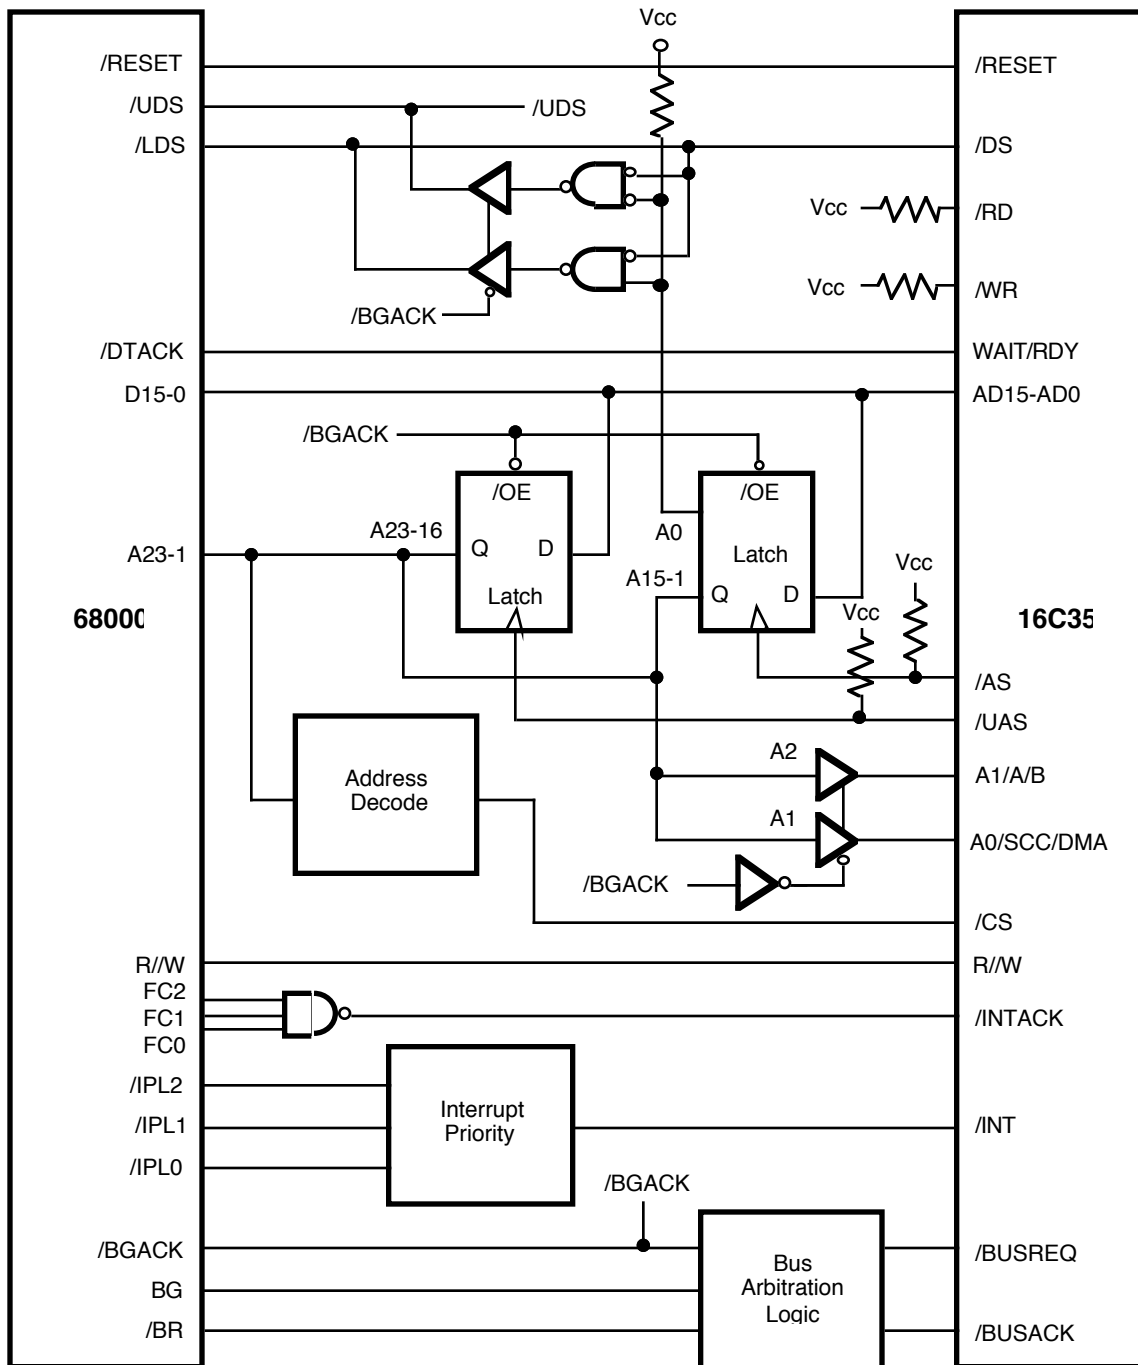 Vcc
/RESET
/RESET
/UDS
/UDS
/LDS
/DS
Vcc
/RD
Vcc
/WR
/BGACK
/DTACK
WAIT/RDY
D15-0
AD15-AD0
/BGACK
/OE
/OE
A23-16
A0
A23-1
Q
D
Latch
Vcc
A15-1
Q
D
Latch
Vcc
68000
16C35
/AS
/UAS
A2
A1/A/B
Address
Decode
A1
A0/SCC/DMA
/BGACK
/CS
R//W
R//W
FC2
FC1
/INTACK
FC0
/IPL2
Interrupt
Priority
/IPL1
/INT
/IPL0
/BGACK
/BGACK
/BUSREQ
Bus
Arbitration
Logic
BG
/BR
/BUSACK